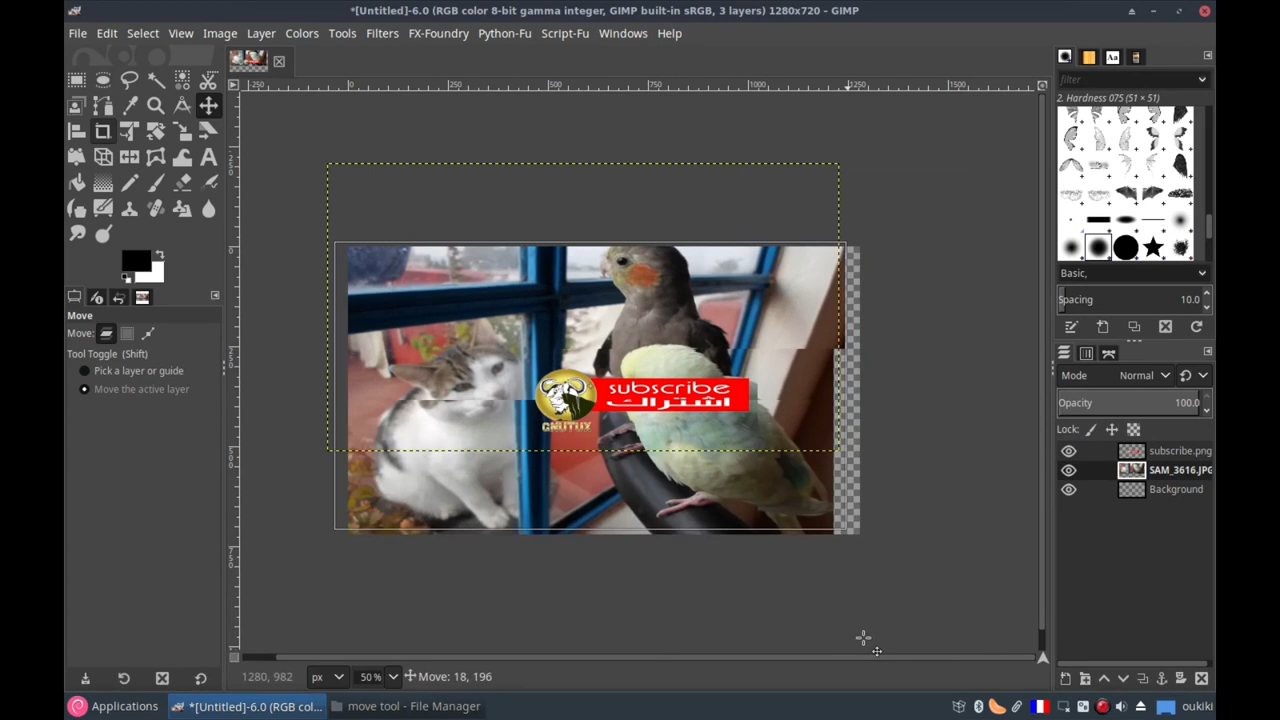 *[Untitled]-6.0 (RGB color 8-bit gamma integer, GIMP built-in sRGB, 3 layers) 1280x720 – GIMP
File Edit Select View Image Layer Colors Tools Filters FX-Foundry Python-Fu Script-Fu Windows Help
-250 0 250 500 750 1000 1250 1500
filter
2. Hardness 075 (51 × 51)
Basic,
Spacing 10.0
Move
Move:
Tool Toggle (Shift)
Pick a layer or guide
Move the active layer
subscribe
اشتراك
GNUTUX
Mode Normal
Opacity 100.0
Lock:
subscribe.png
SAM_3616.JPG
Background
1280, 982 px 50 % Move: 18, 196
Applications *[Untitled]-6.0 (RGB col... move tool - File Manager oukiki